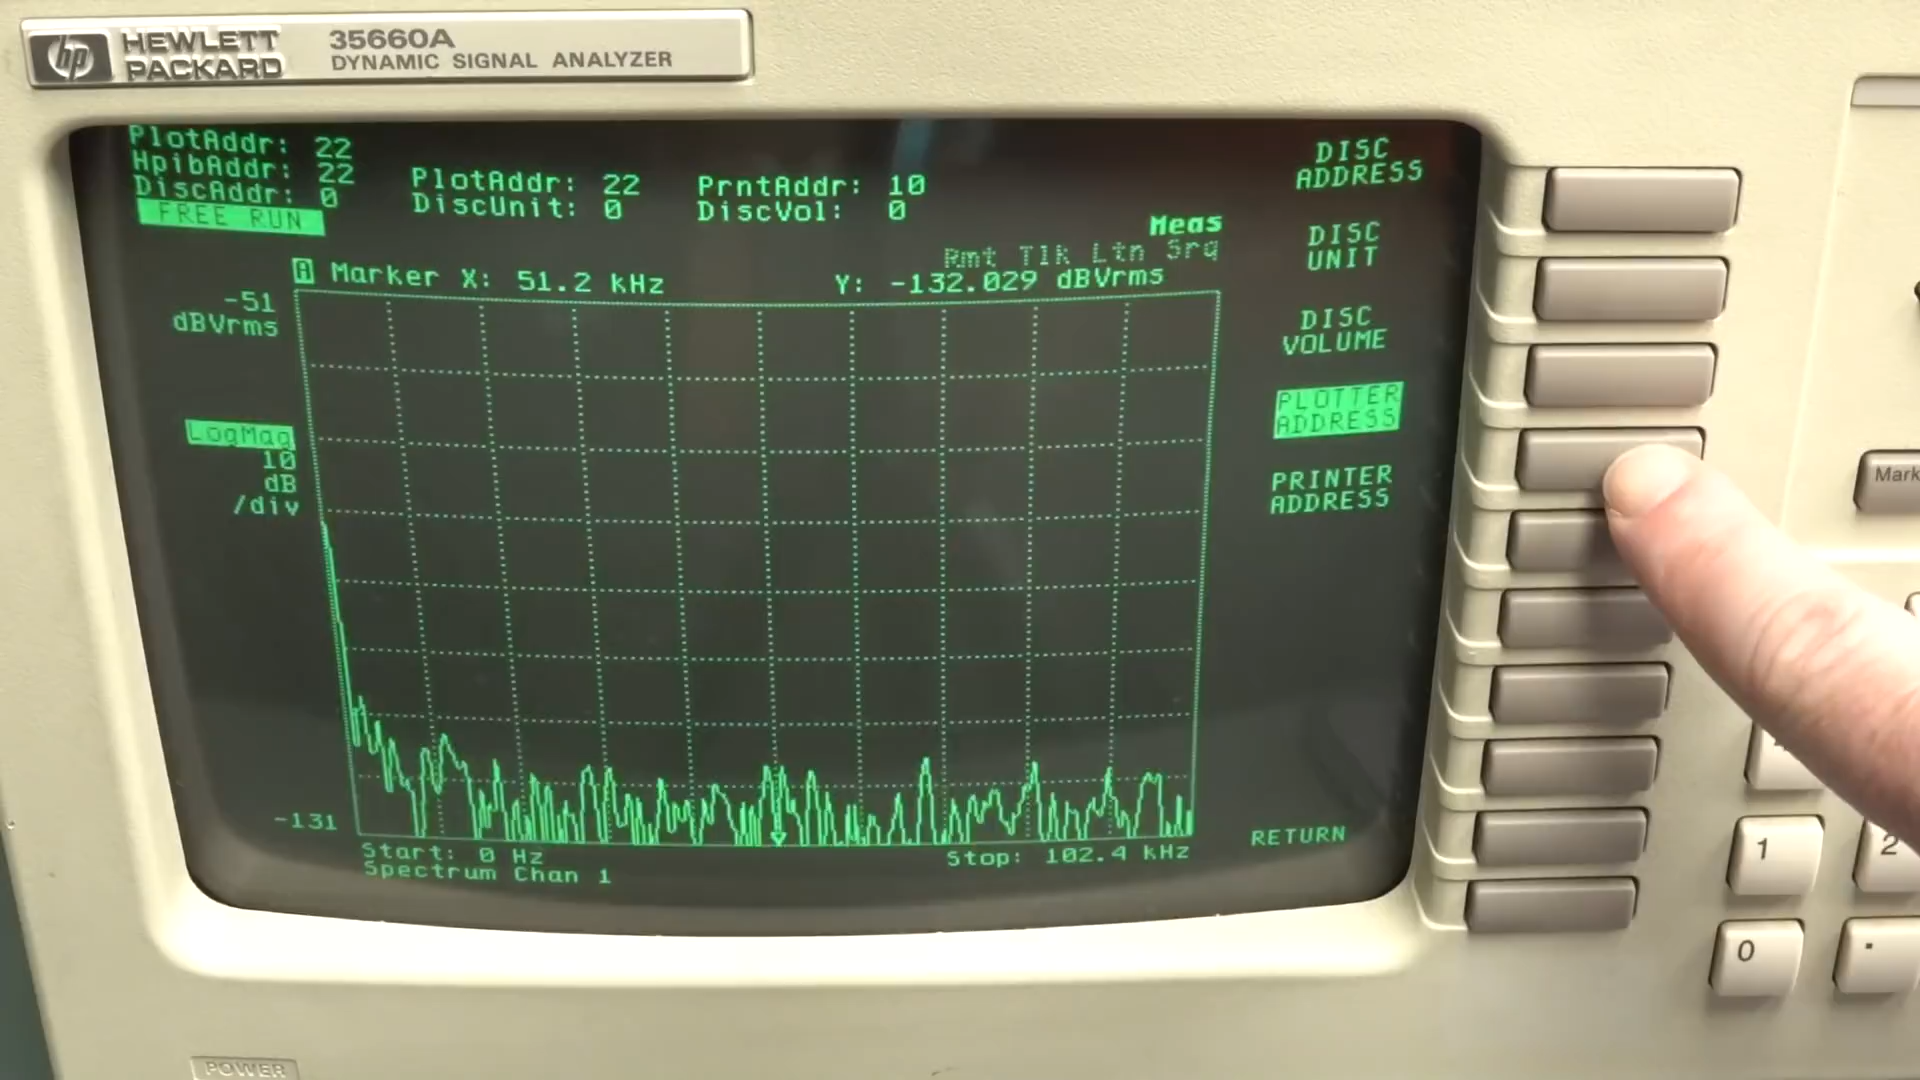 hp HEWLETT PACKARD
35660A
DYNAMIC SIGNAL ANALYZER
PlotAddr: 22
HpibAddr: 22
DiscAddr: 0
FREE RUN
PlotAddr: 22
DiscUnit: 0
PrntAddr: 10
DiscVol: 0
Meas
Rmt Tlk Ltn Srq
A Marker X: 51.2 kHz
Y: -132.029 dBVrms
-51
dBVrms
LogMag
10
dB
/div
-131
Start: 0 Hz
Spectrum Chan 1
Stop: 102.4 kHz
DISC
ADDRESS
DISC
UNIT
DISC
VOLUME
PLOTTER
ADDRESS
PRINTER
ADDRESS
RETURN
Mark
1
2
0
.
POWER